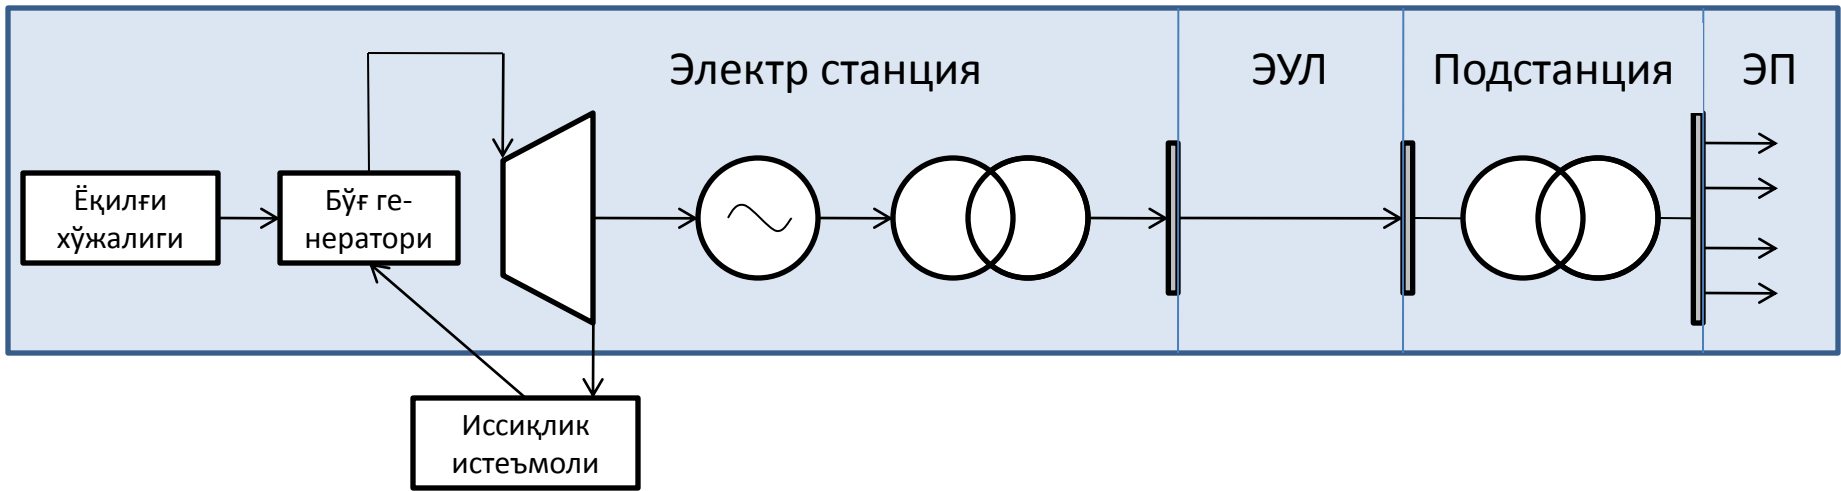 Электр станция
ЭУЛ
Подстанция
ЭП
Ёқилғи
хўжалиги
Бўғ ге-
нератори
Иссиқлик
истеъмоли